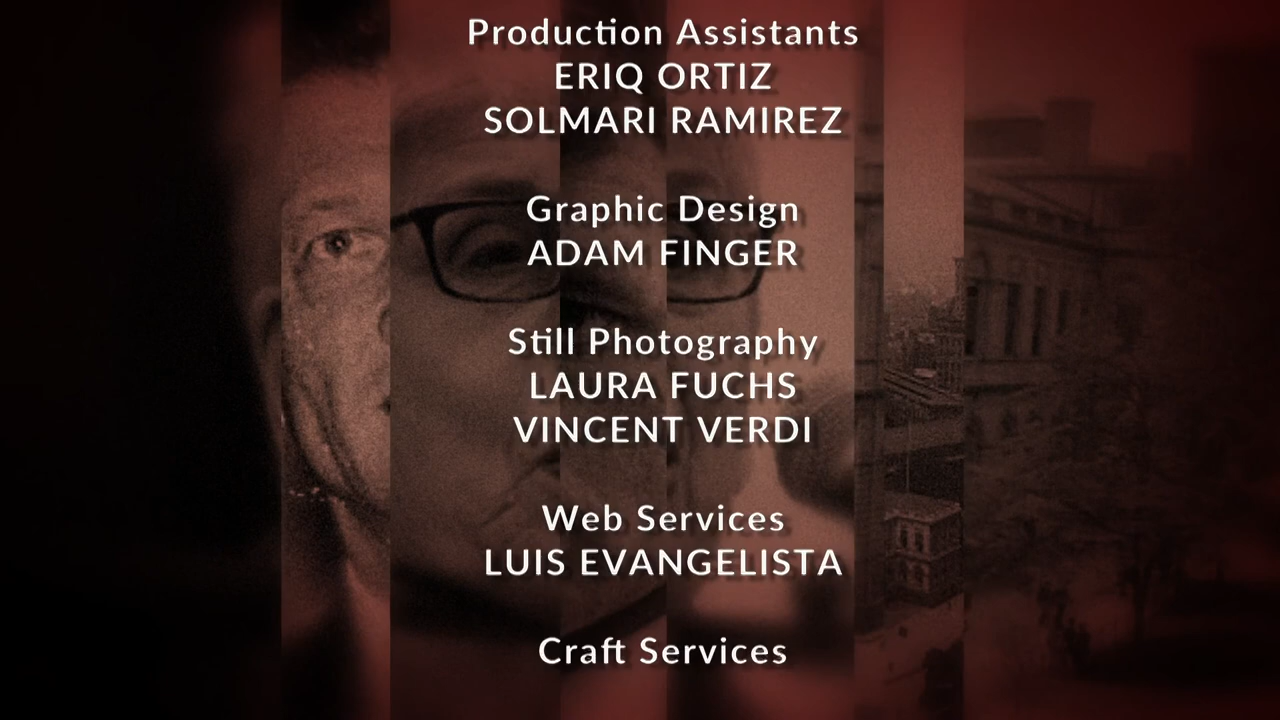 Production Assistants
ERIQ ORTIZ
SOLMARI RAMIREZ
Graphic Design
ADAM FINGER
Still Photography
LAURA FUCHS
VINCENT VERDI
Web Services
LUIS EVANGELISTA
Craft Services